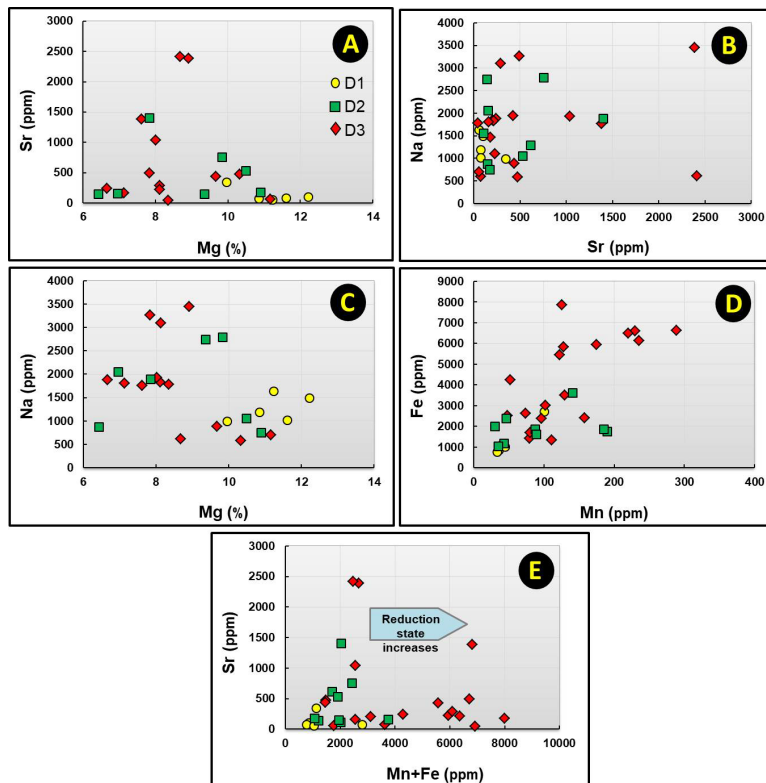 A
3000
2500
2000
1500
1000
500
0
Sr (ppm)
6 8 10 12 14
Mg (%)
D1
D2
D3
B
4000
3500
3000
2500
2000
1500
1000
500
0
Na (ppm)
0 500 1000 1500 2000 2500 3000
Sr (ppm)
C
4000
3500
3000
2500
2000
1500
1000
500
0
Na (ppm)
6 8 10 12 14
Mg (%)
D
9000
8000
7000
6000
5000
4000
3000
2000
1000
0
Fe (ppm)
0 100 200 300 400
Mn (ppm)
E
3000
2500
2000
1500
1000
500
0
Sr (ppm)
Reduction
state
increases
0 2000 4000 6000 8000 10000
Mn+Fe (ppm)